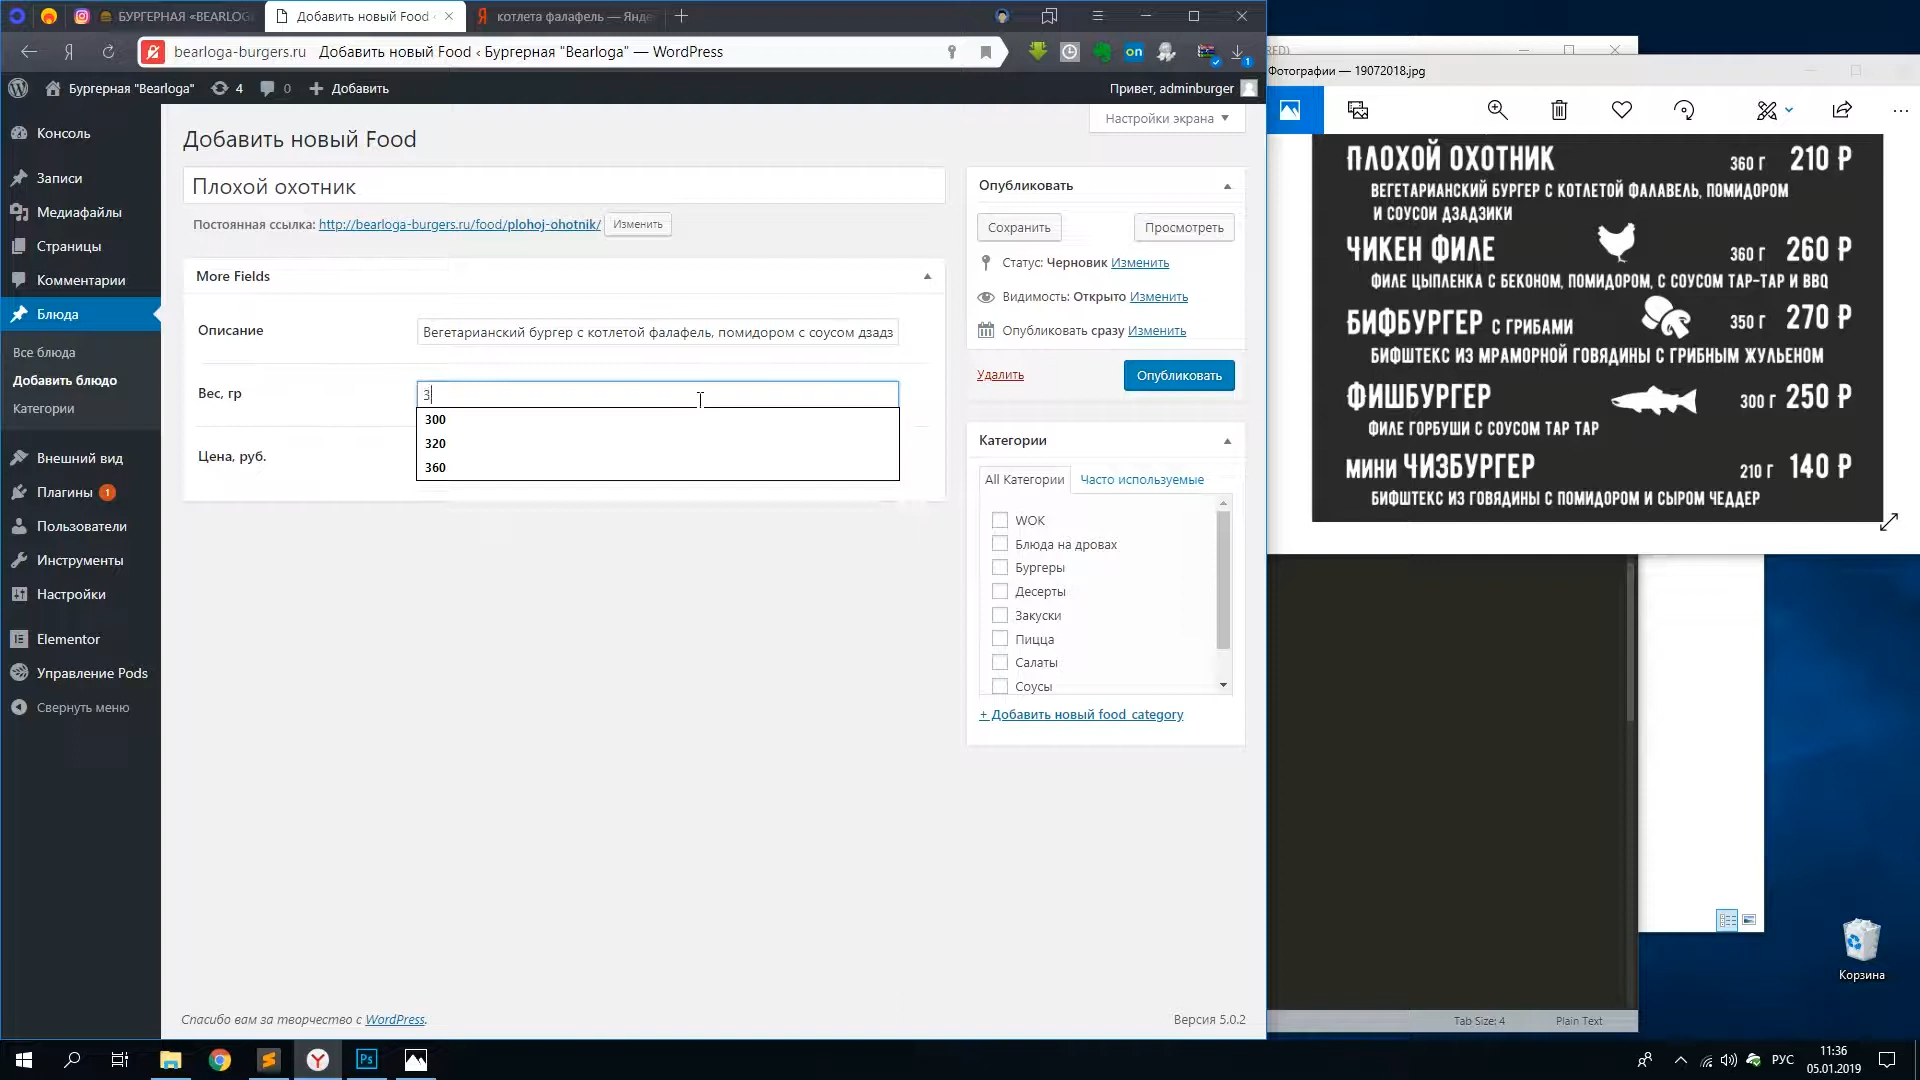 БУРГЕРНАЯ «BEARLOG
Добавить новый Food ‹
котлета фалафель — Янде
bearloga-burgers.ru Добавить новый Food ‹ Бургерная "Bearloga" — WordPress
on
1
Бургерная "Bearloga" 4 0 Добавить
Привет, adminburger
Консоль
Записи
Медиафайлы
Страницы
Комментарии
Блюда
Все блюда
Добавить блюдо
Категории
Внешний вид
Плагины 1
Пользователи
Инструменты
Настройки
Elementor
Управление Pods
Свернуть меню
Настройки экрана
Добавить новый Food
Плохой охотник
Постоянная ссылка: http://bearloga-burgers.ru/food/plohoj-ohotnik/ Изменить
More Fields
Описание
Вегетарианский бургер с котлетой фалафель, помидором с соусом дзадз
Вес, гр
3
300
320
360
Цена, руб.
Опубликовать
Сохранить
Просмотреть
Статус: Черновик Изменить
Видимость: Открыто Изменить
Опубликовать сразу Изменить
Удалить
Опубликовать
Категории
All Категории
Часто используемые
WOK
Блюда на дровах
Бургеры
Десерты
Закуски
Пицца
Салаты
Соусы
+ Добавить новый food_category
Спасибо вам за творчество с WordPress.
Версия 5.0.2
RED)
Фотографии — 19072018.jpg
ПЛОХОЙ ОХОТНИК 360 Г 210 Р
ВЕГЕТАРИАНСКИЙ БУРГЕР С КОТЛЕТОЙ ФАЛАВЕЛЬ, ПОМИДОРОМ
И СОУСОМ ДЗАДЗИКИ
ЧИКЕН ФИЛЕ 360 Г 260 Р
ФИЛЕ ЦЫПЛЕНКА С БЕКОНОМ, ПОМИДОРОМ, С СОУСОМ ТАР-ТАР И BBQ
БИФБУРГЕР С ГРИБАМИ 350 Г 270 Р
БИФШТЕКС ИЗ МРАМОРНОЙ ГОВЯДИНЫ С ГРИБНЫМ ЖУЛЬЕНОМ
ФИШБУРГЕР 300 Г 250 Р
ФИЛЕ ГОРБУШИ С СОУСОМ ТАР ТАР
МИНИ ЧИЗБУРГЕР 210 Г 140 Р
БИФШТЕКС ИЗ ГОВЯДИНЫ С ПОМИДОРОМ И СЫРОМ ЧЕДДЕР
Tab Size: 4 Plain Text
Корзина
Ps
РУС
11:36
05.01.2019